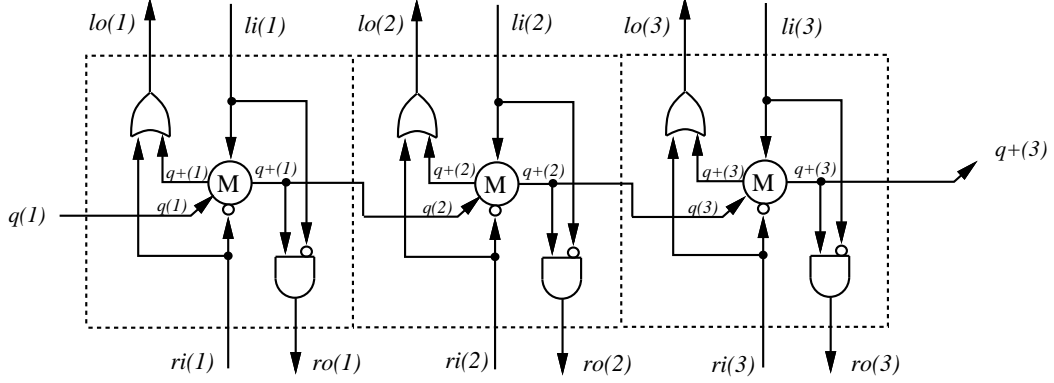 lo(1)
li(1)
lo(2)
li(2)
lo(3)
li(3)
q+(1)
M
q+(1)
q+(2)
M
q+(2)
q+(3)
M
q+(3)
q+(3)
q(1)
q(1)
q(2)
q(3)
ri(1)
ro(1)
ri(2)
ro(2)
ri(3)
ro(3)